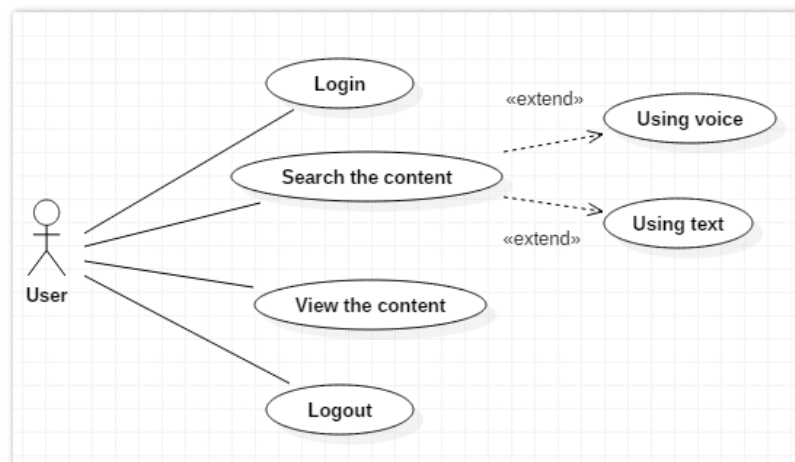 Login
«extend»
Using voice
Search the content
Using text
«extend»
User
View the content
Logout